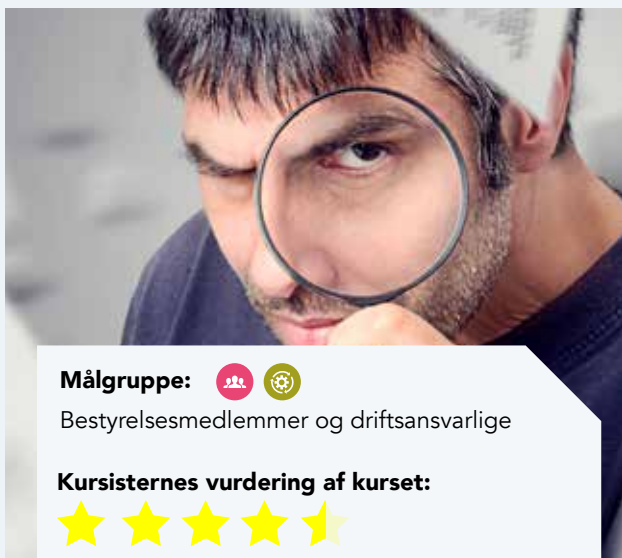 Målgruppe:
Bestyrelsesmedlemmer og driftsansvarlige
Kursisternes vurdering af kurset: